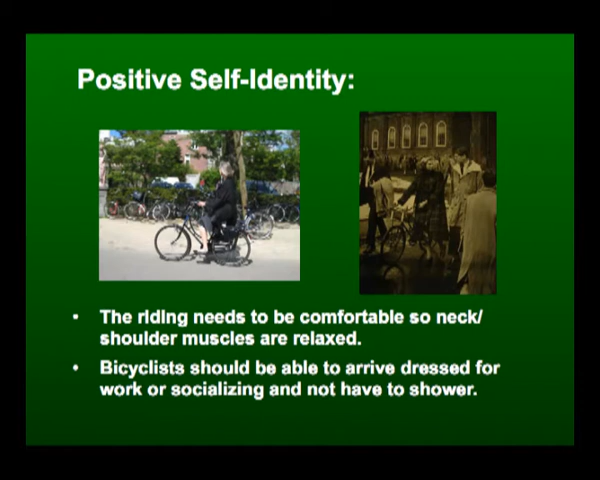 Positive Self-Identity:
• The riding needs to be comfortable so neck/
shoulder muscles are relaxed.
• Bicyclists should be able to arrive dressed for
work or socializing and not have to shower.